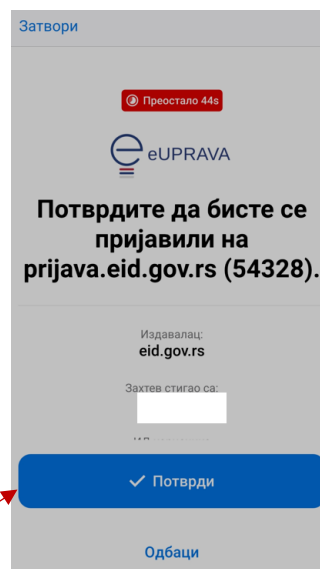 Затвори
Преостало 44s
eUPRAVA
Потврдите да бисте се
пријавили на
prijava.eid.gov.rs (54328).
Издавалац:
eid.gov.rs
Захтев стигао са:
Потврди
Одбаци